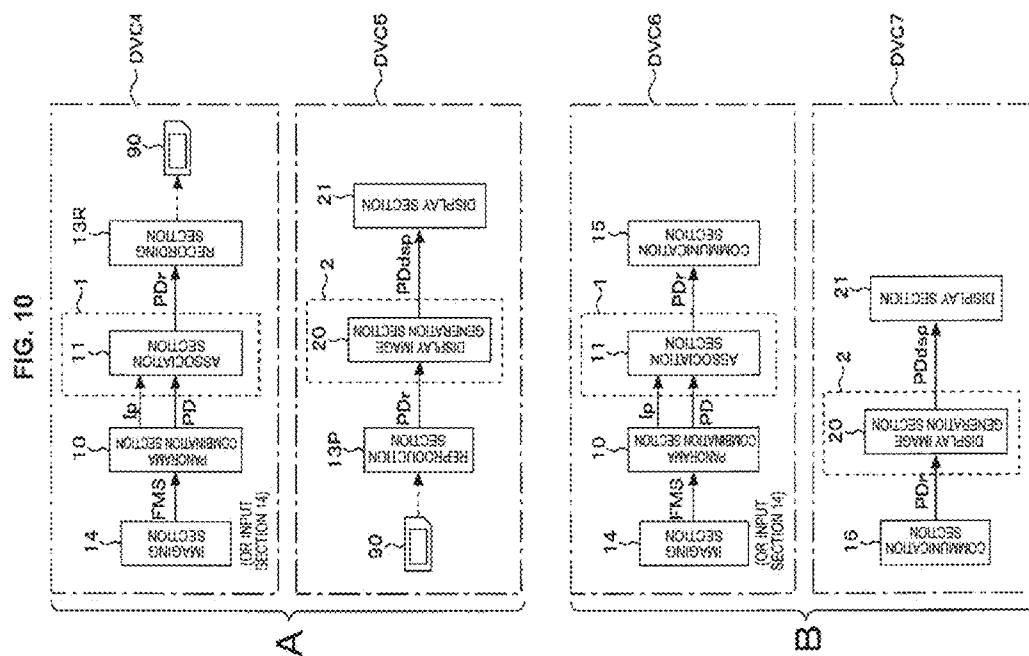 FIG. 10
A
DVC4
14
IMAGING
SECTION
(OR INPUT
SECTION 14)
FMS
10
PANORAMA
COMBINATION SECTION
Ip
PD
1
11
ASSOCIATION
SECTION
PDr
13R
RECORDING
SECTION
90
DVC5
90
13P
REPRODUCTION
SECTION
PDr
2
20
DISPLAY IMAGE
GENERATION SECTION
PDdsp
21
DISPLAY SECTION
B
DVC6
14
IMAGING
SECTION
(OR INPUT
SECTION 14)
FMS
10
PANORAMA
COMBINATION SECTION
Ip
PD
1
11
ASSOCIATION
SECTION
PDr
15
COMMUNICATION
SECTION
DVC7
16
COMMUNICATION
SECTION
PDr
2
20
DISPLAY IMAGE
GENERATION SECTION
PDdsp
21
DISPLAY SECTION